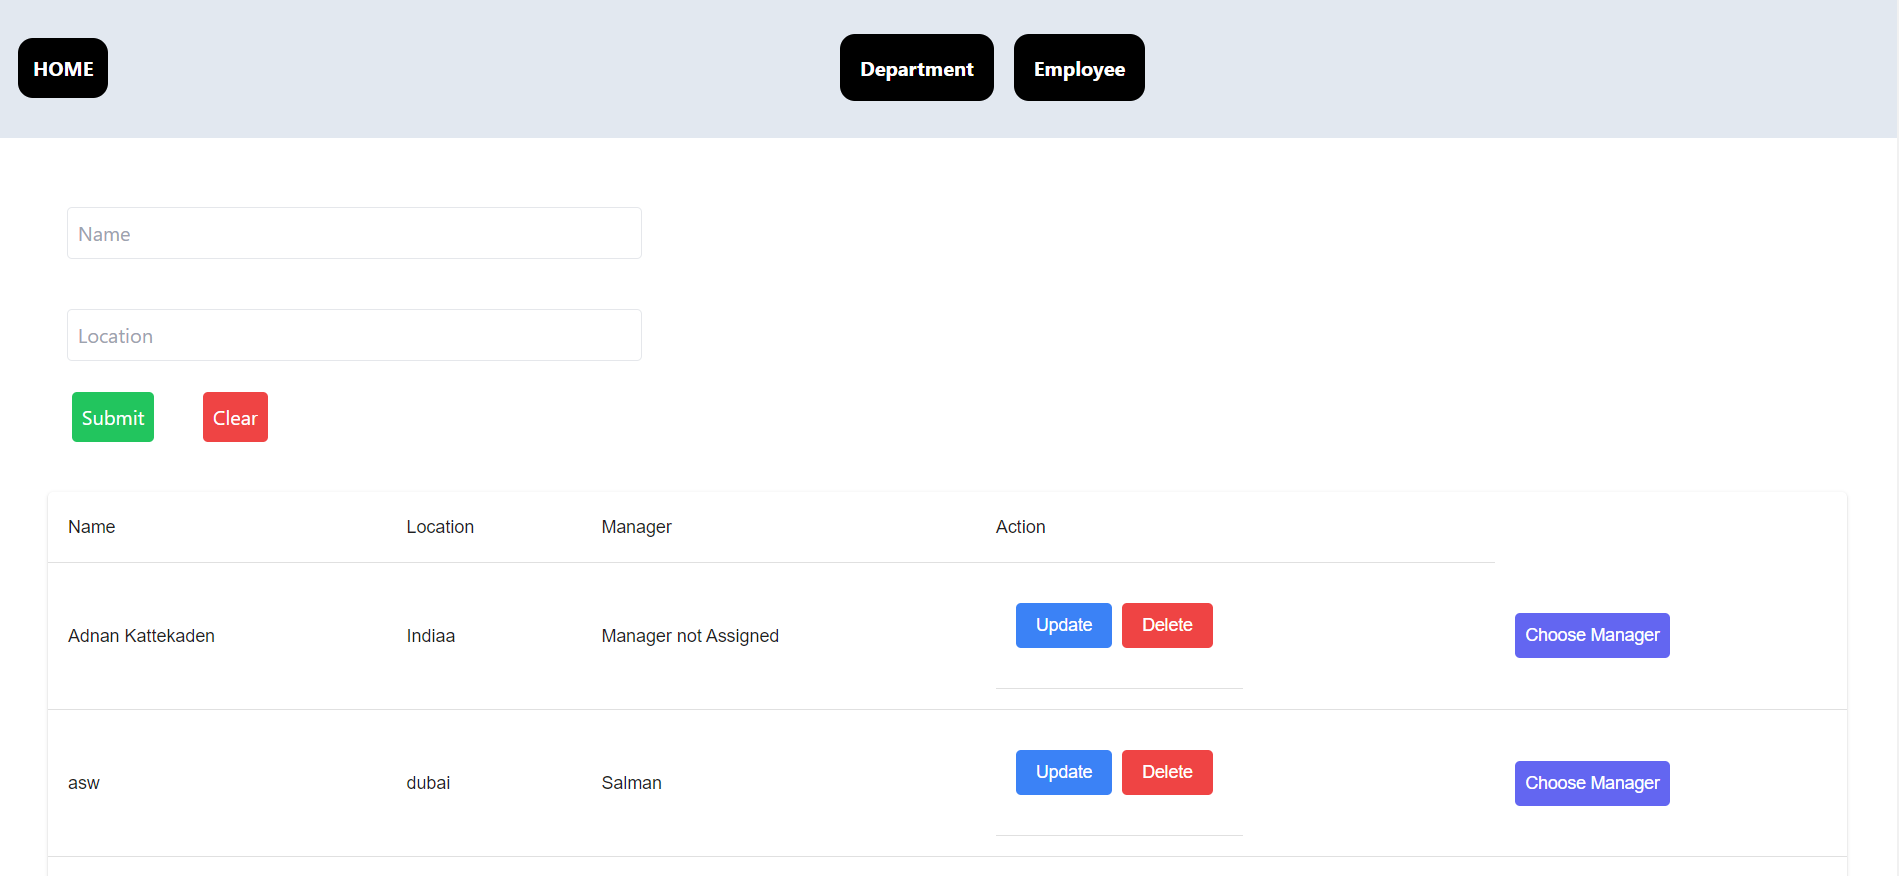 HOME Department Employee
Name
Location
Submit Clear
Name Location Manager Action
Adnan Kattekaden Indiaa Manager not Assigned Update Delete Choose Manager
asw dubai Salman Update Delete Choose Manager